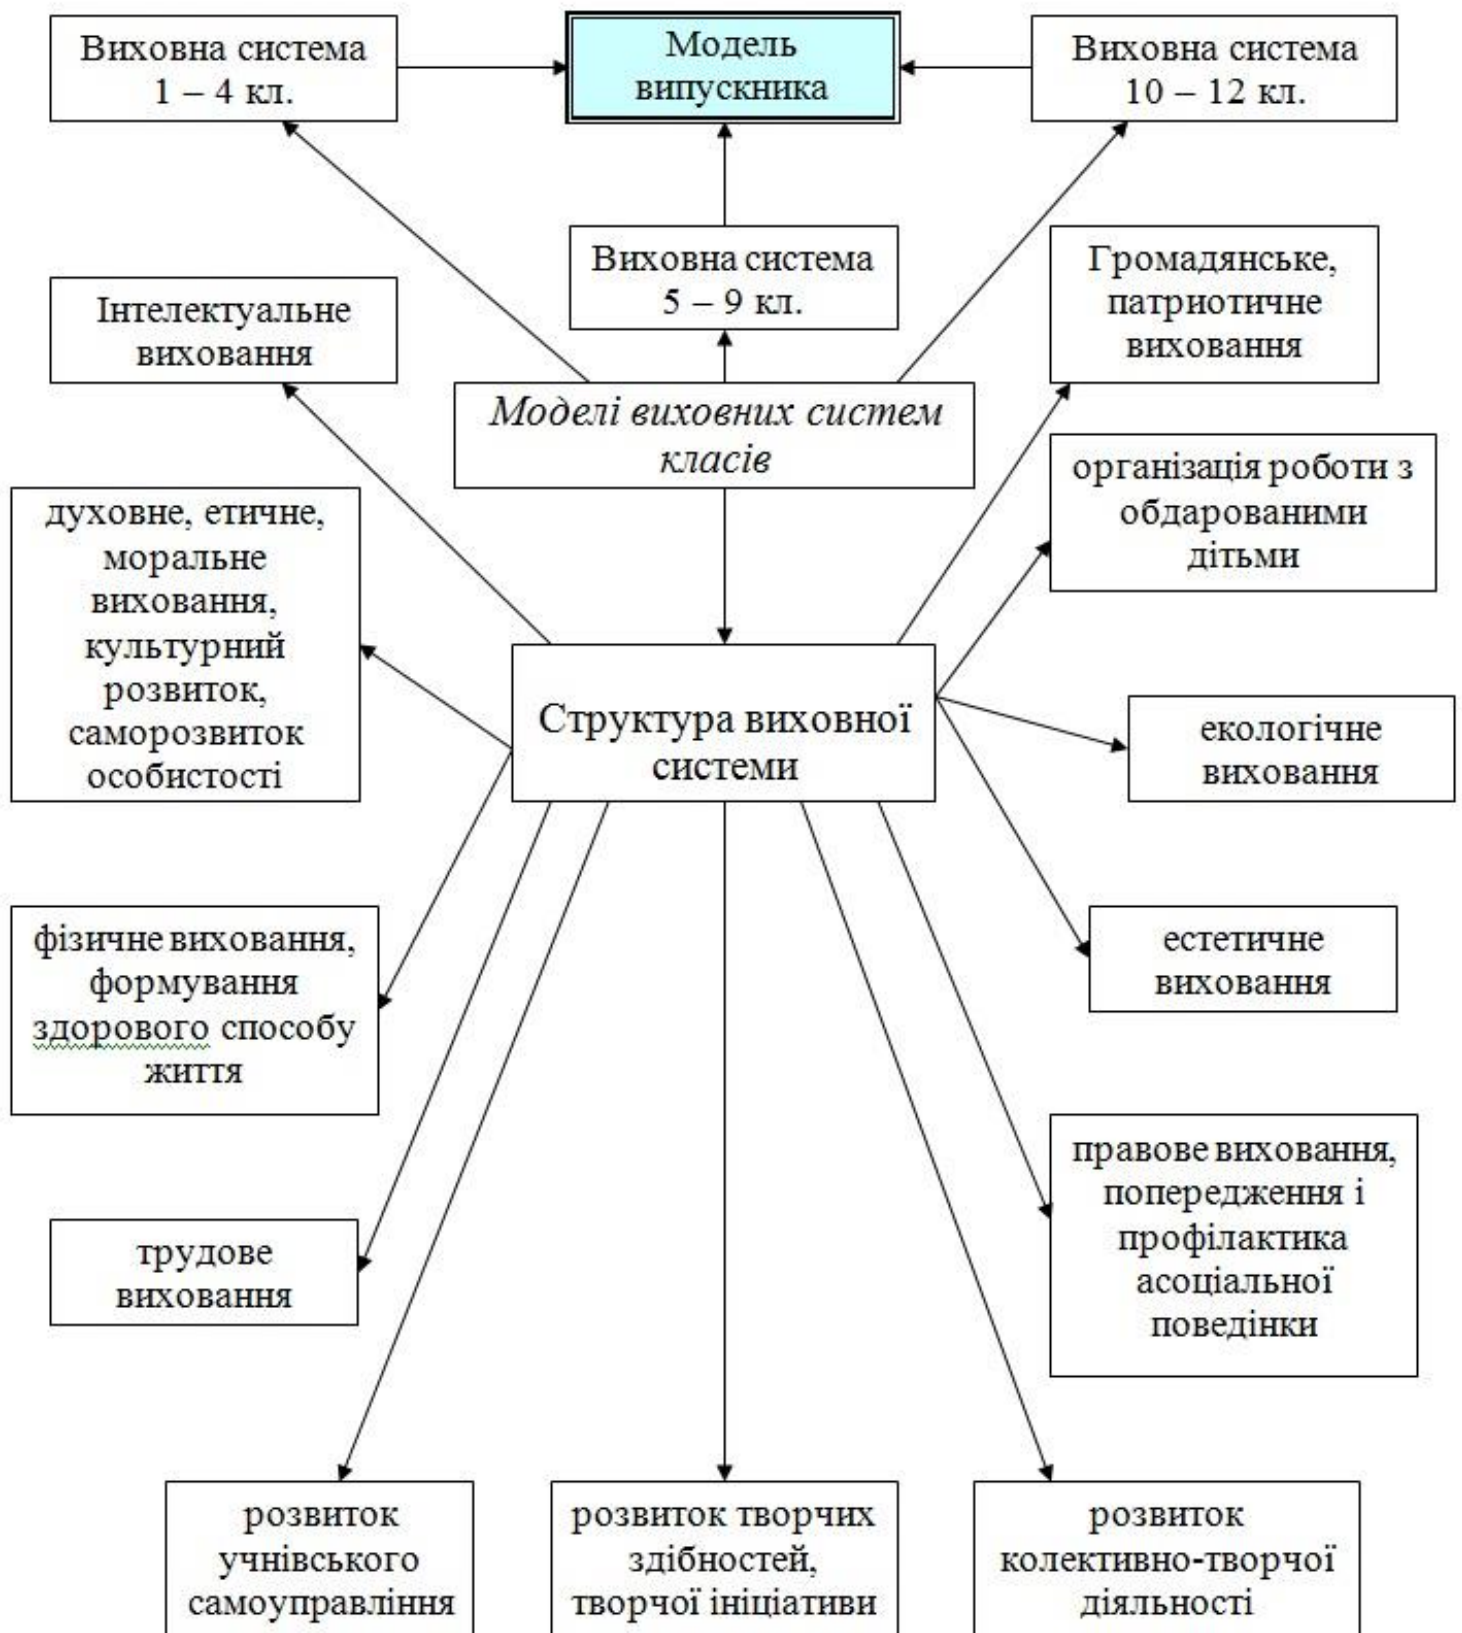 Виховна система
1 – 4 кл.
Модель
випускника
Виховна система
10 – 12 кл.
Виховна система
5 – 9 кл.
Громадянське,
патриотичне
виховання
Інтелектуальне
виховання
Моделі виховних систем
класів
організація роботи з
обдарованими
дітьми
духовне, етичне,
моральне
виховання,
культурний
розвиток,
саморозвиток
особистості
Структура виховної
системи
екологічне
виховання
фізичне виховання,
формування
здорового способу
життя
естетичне
виховання
правове виховання,
попередження і
профілактика
асоціальної
поведінки
трудове
виховання
розвиток
учнівського
самоуправління
розвиток творчих
здібностей,
творчої ініціативи
розвиток
колективно-творчої
діяльності